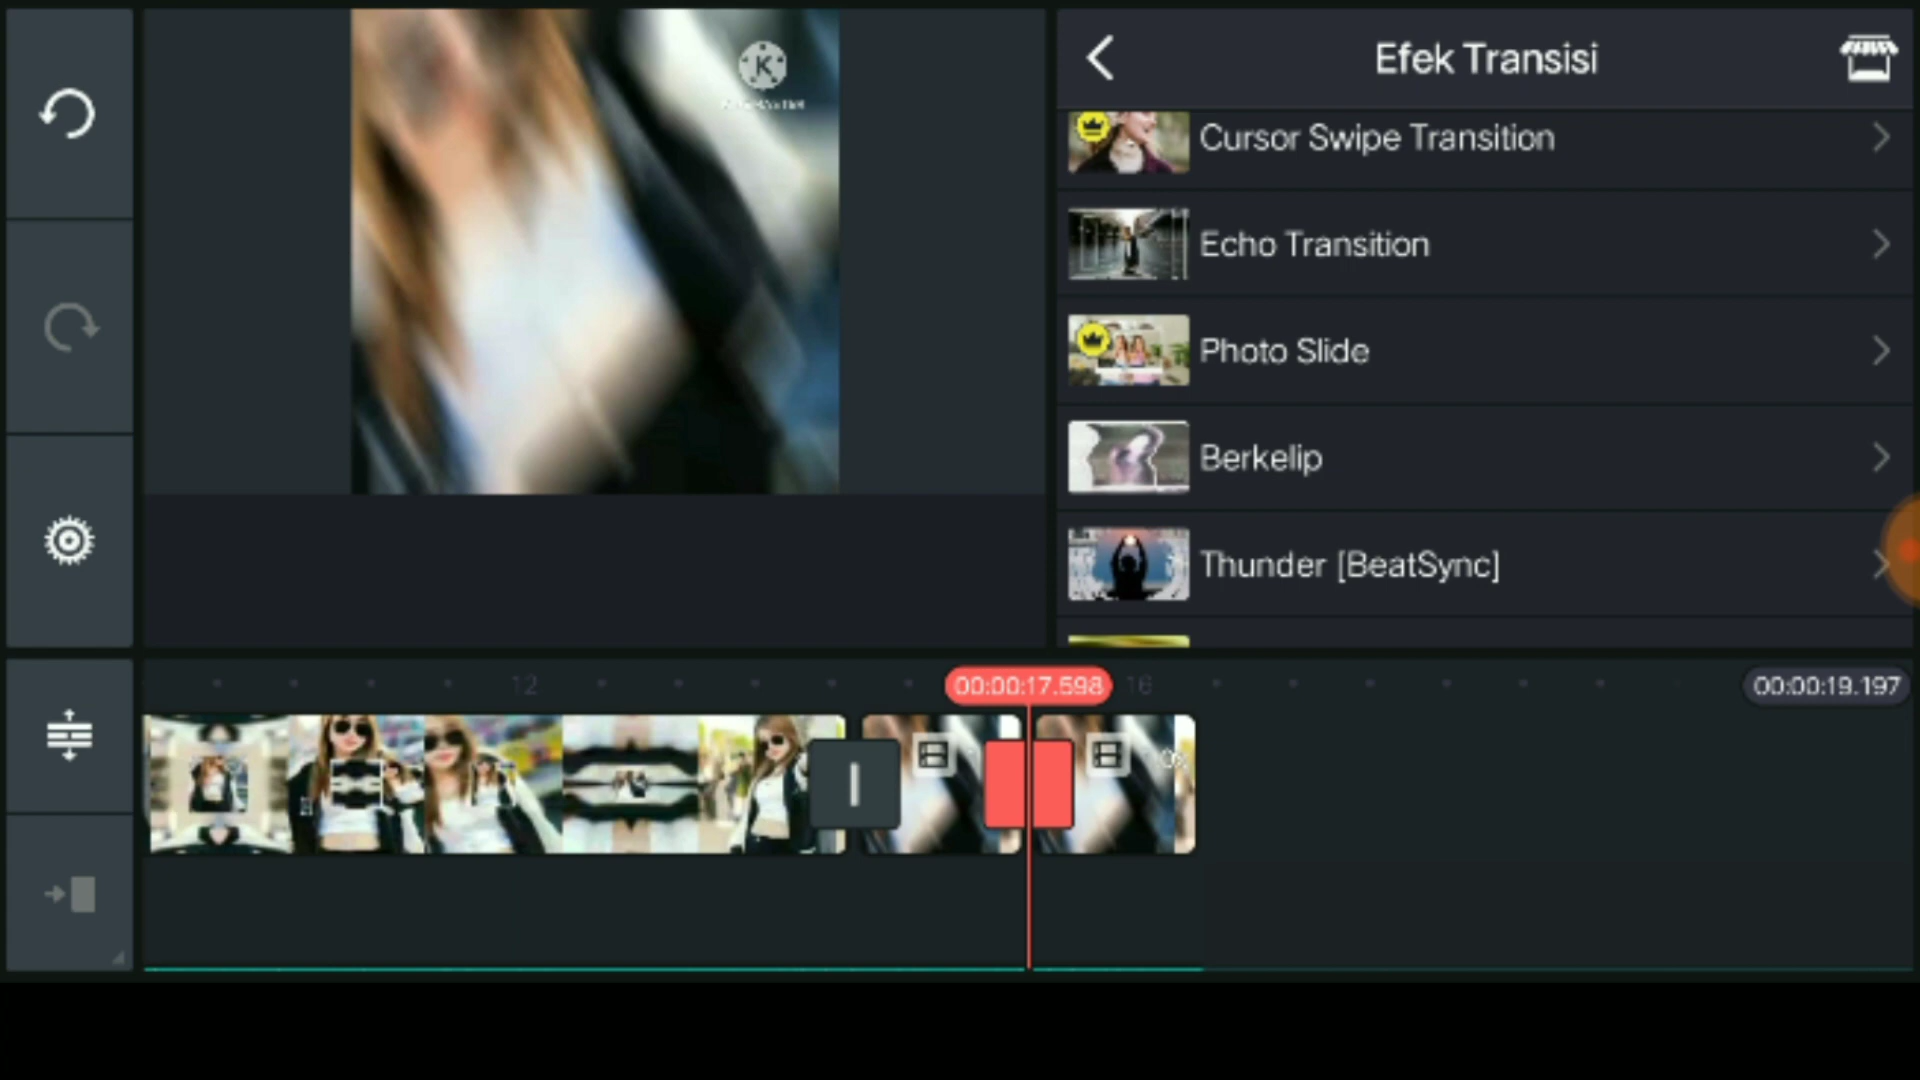 K
Efek Transisi
Cursor Swipe Transition
Echo Transition
Photo Slide
Berkelip
Thunder [BeatSync]
12
00:00:17.598
16
00:00:19.197